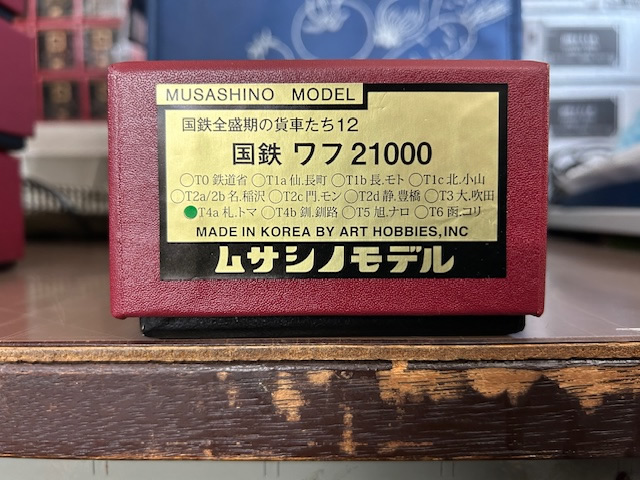 MUSASHINO MODEL
国鉄全盛期の貨車たち12
国鉄 ワフ21000
○T0 鉄道省 ○T1a 仙.長町 ○T1b 長.モト ○T1c 北.小山
○T2a/2b 名.稲沢 ○T2c 門.モン ○T2d 静.豊橋 ○T3 大.吹田
●T4a 札.トマ ○T4b 釧.釧路 ○T5 旭.ナロ ○T6 函.コリ
MADE IN KOREA BY ART HOBBIES,INC
ムサシノモデル